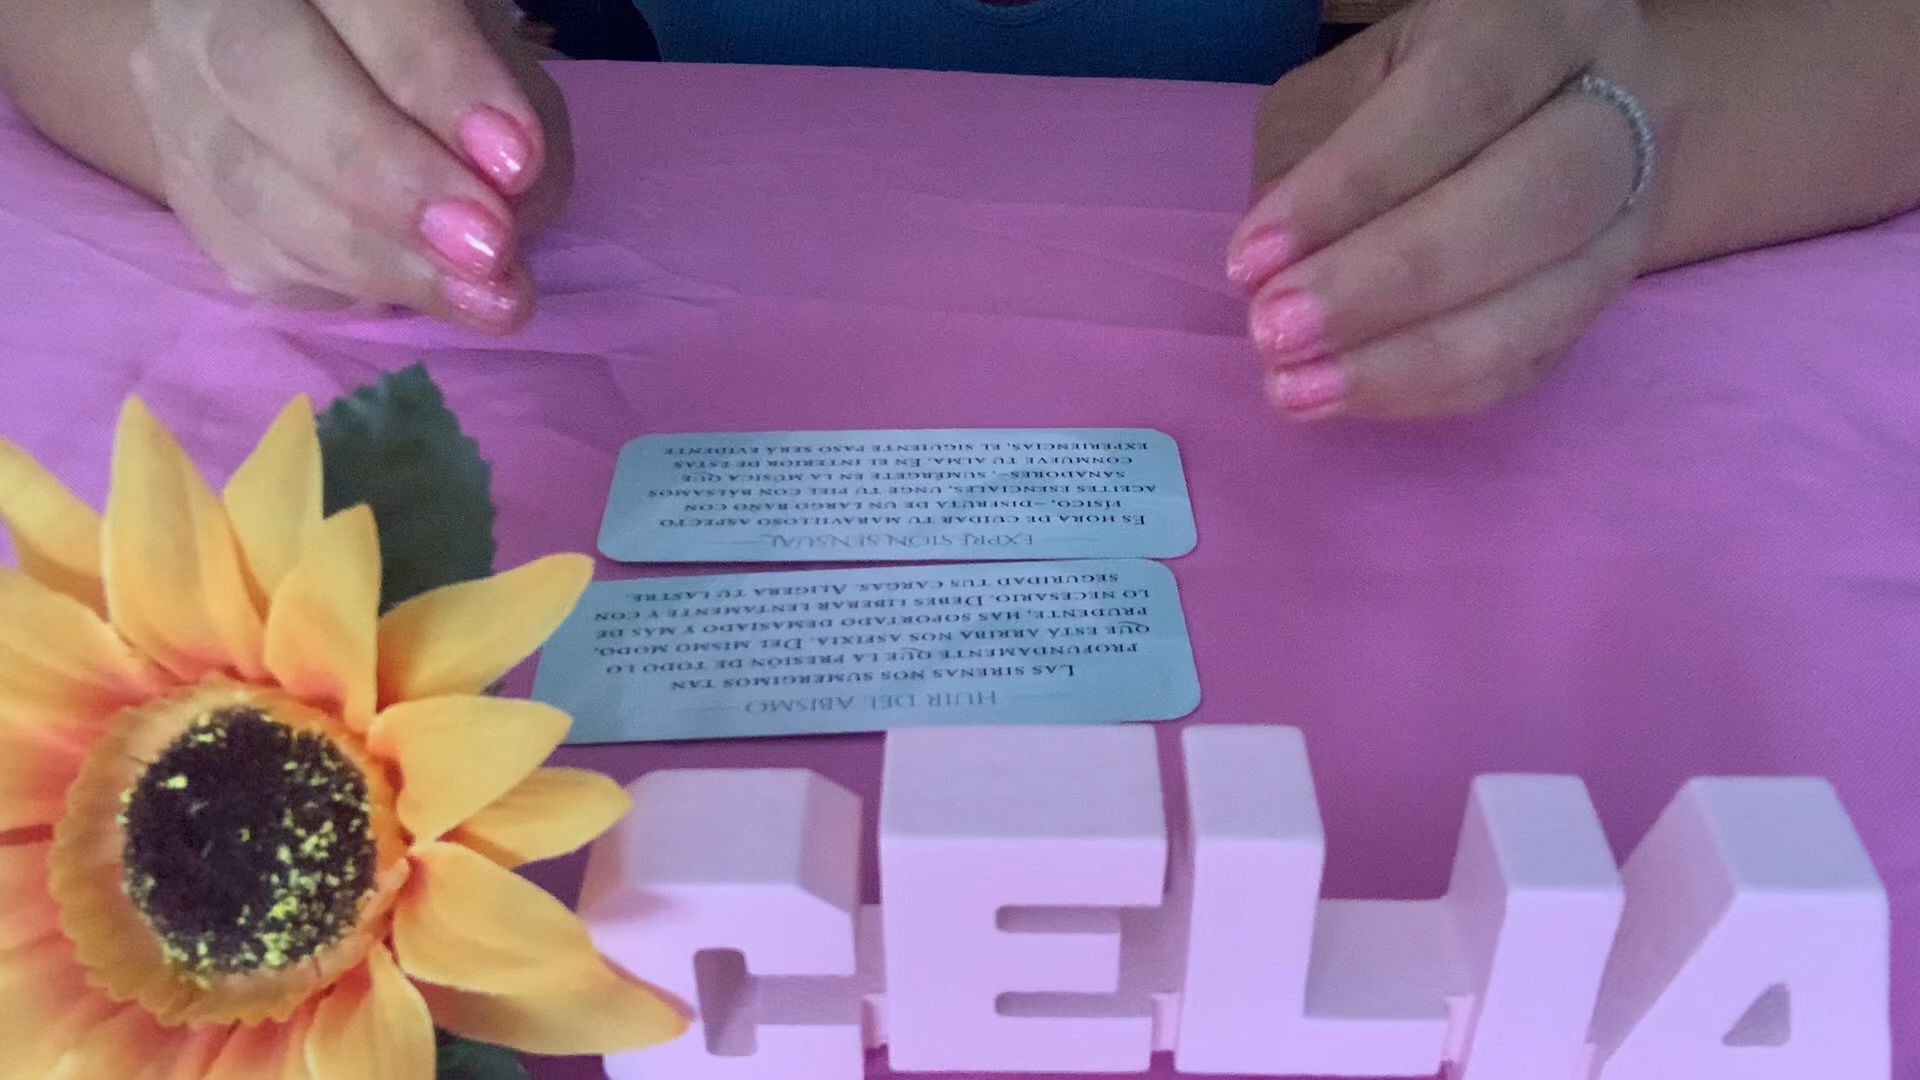 EXPRESIÓN SENSUAL
ES HORA DE CUIDAR TU MARAVILLOSO ASPECTO
FÍSICO, -DISFRUTA DE UN LARGO BAÑO CON
ACEITES ESENCIALES, UNGE TU PIEL CON BÁLSAMOS
SANADORES-, SUMÉRGETE EN LA MÚSICA QUE
CONMUEVE TU ALMA. EN EL INTERIOR DE ESTAS
EXPERIENCIAS, EL SIGUIENTE PASO SERÁ EVIDENTE
HUIR DEL ABISMO
LAS SIRENAS NOS SUMERGIMOS TAN
PROFUNDAMENTE QUE LA PRESIÓN DE TODO LO
QUE ESTÁ ARRIBA NOS ASFIXIA. DEL MISMO MODO,
PRUDENTE, HAS SOPORTADO DEMASIADO Y MÁS DE
LO NECESARIO. DEBES LIBERAR LENTAMENTE Y CON
SEGURIDAD TUS CARGAS. ALIGERA TU LASTRE.
CELIA